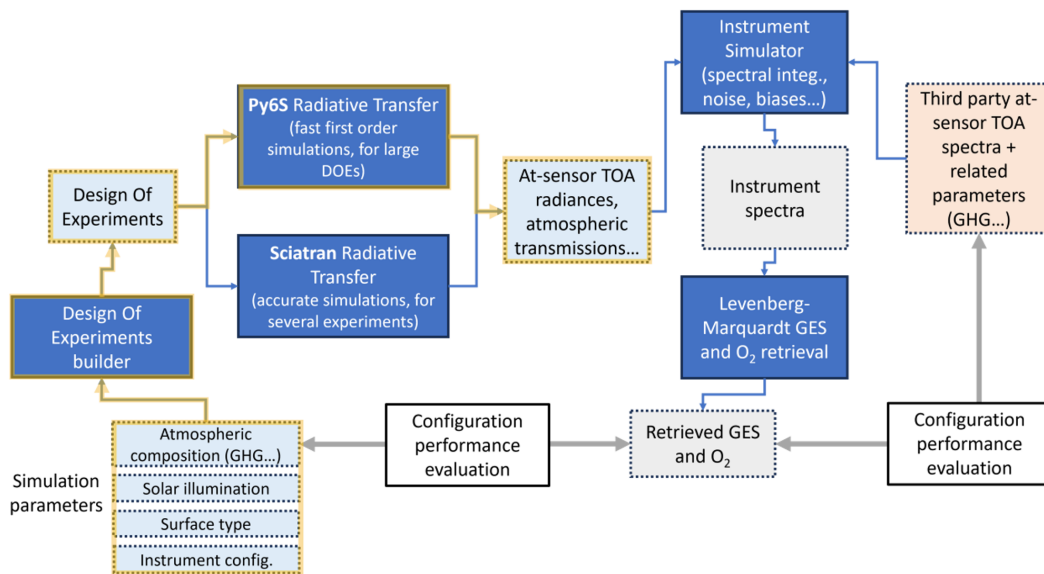 Instrument
Simulator
(spectral integ.,
noise, biases…)
Py6S Radiative Transfer
(fast first order
simulations, for large
DOEs)
Third party at-
sensor TOA
spectra +
related
parameters
(GHG…)
Design Of
Experiments
At-sensor TOA
radiances,
atmospheric
transmissions…
Instrument
spectra
Sciatran Radiative
Transfer
(accurate simulations, for
several experiments)
Design Of
Experiments
builder
Levenberg-
Marquardt GES
and O₂ retrieval
Simulation
parameters
Atmospheric
composition (GHG…)
Solar illumination
Surface type
Instrument config.
Configuration
performance
evaluation
Retrieved GES
and O₂
Configuration
performance
evaluation